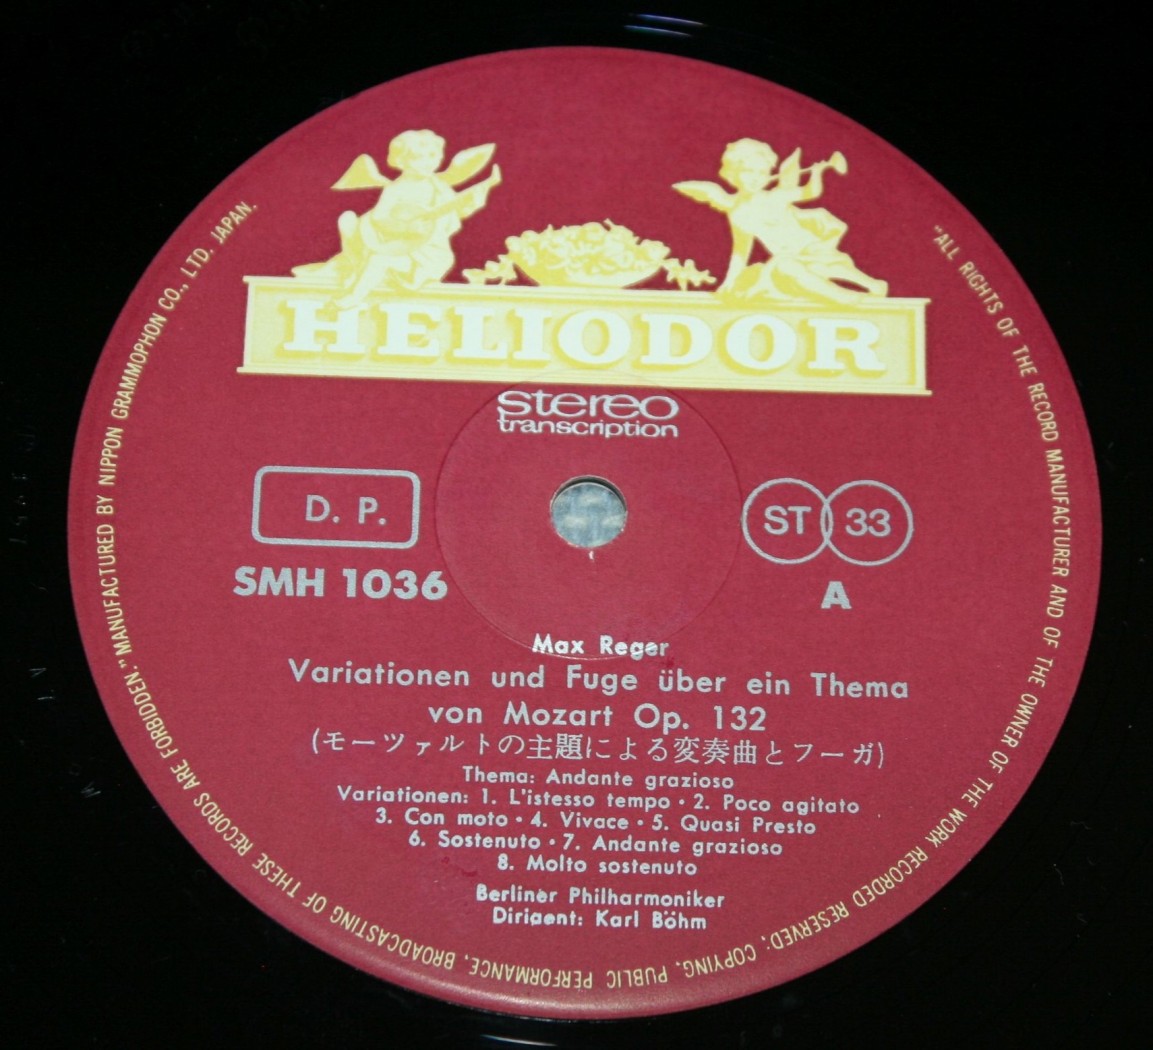 HELIODOR
stereo
transcription
D. P.
SMH 1036
ST 33
A
Max Reger
Variationen und Fuge über ein Thema
von Mozart Op. 132
(モーツァルトの主題による変奏曲とフーガ)
Thema: Andante grazioso
Variationen: 1. L'istesso tempo • 2. Poco agitato
3. Con moto • 4. Vivace • 5. Quasi Presto
6. Sostenuto • 7. Andante grazioso
8. Molto sostenuto
Berliner Philharmoniker
Dirigent: Karl Böhm
"ALL RIGHTS OF THE RECORD MANUFACTURER AND OF THE OWNER OF THE WORK RECORDED RESERVED; COPYING, PUBLIC PERFORMANCE, BROADCASTING OF THESE RECORDS ARE FORBIDDEN." MANUFACTURED BY NIPPON GRAMMOPHON CO., LTD. JAPAN.